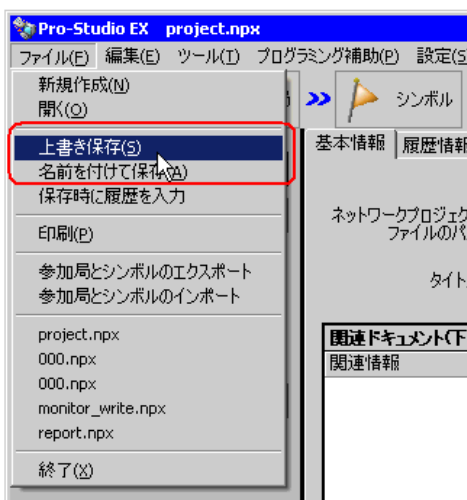 Pro-Studio EX project.npx
ファイル(F) 編集(E) ツール(T) プログラミング補助(P) 設定(S
新規作成(N)
開く(O)
シンボル
上書き保存(S)
名前を付けて保存(A)
保存時に履歴を入力
印刷(P)
参加局とシンボルのエクスポート
参加局とシンボルのインポート
project.npx
000.npx
000.npx
monitor_write.npx
report.npx
終了(X)
基本情報 履歴情報
ネットワークプロジェク
ファイルのパ
タイト
関連ドキュメント(下
関連情報